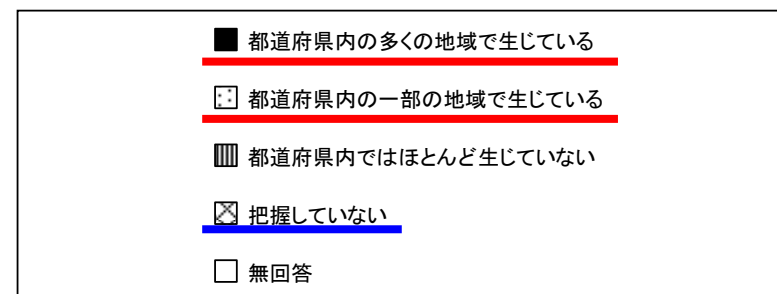 都道府県内の多くの地域で生じている
都道府県内の一部の地域で生じている
都道府県内ではほとんど生じていない
把握していない
無回答